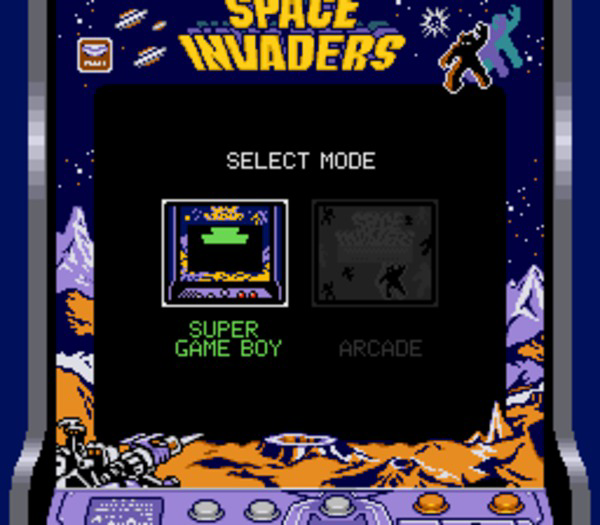 SPACE
INVADERS
SELECT MODE
SUPER
GAME BOY
ARCADE